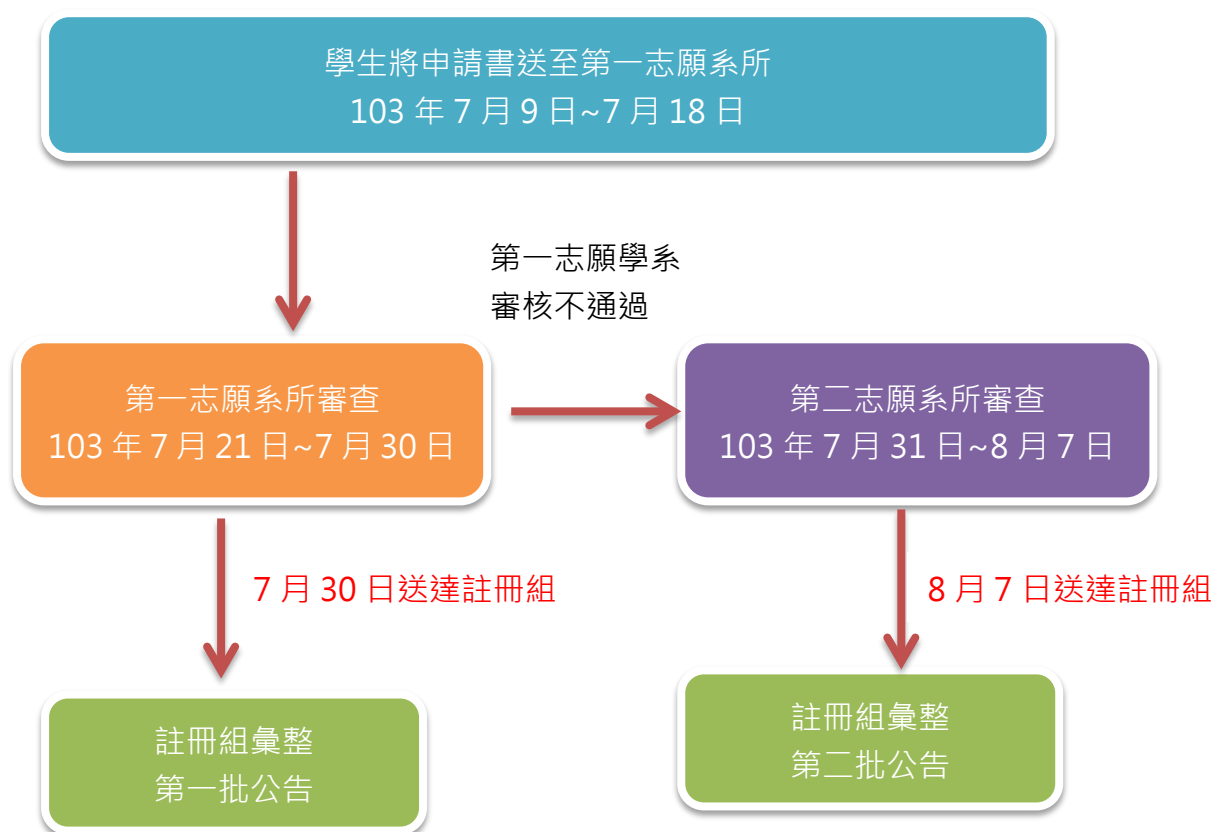 學生將申請書送至第一志願系所
103 年 7 月 9 日~7 月 18 日
第一志願學系
審核不通過
第一志願系所審查
103 年 7 月 21 日~7 月 30 日
第二志願系所審查
103 年 7 月 31 日~8 月 7 日
7 月 30 日送達註冊組
8 月 7 日送達註冊組
註冊組彙整
第一批公告
註冊組彙整
第二批公告